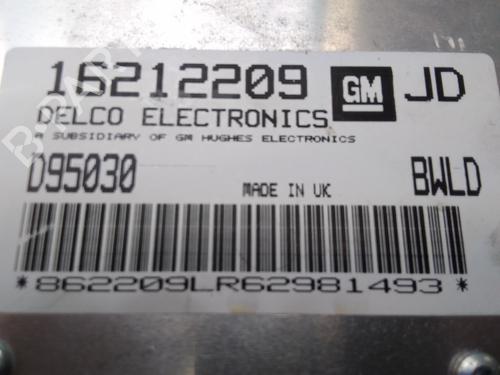 16212209 GM JD
DELCO ELECTRONICS
A SUBSIDIARY OF GM HUGHES ELECTRONICS
D95030 MADE IN UK BWLD
*862209LR62981493*